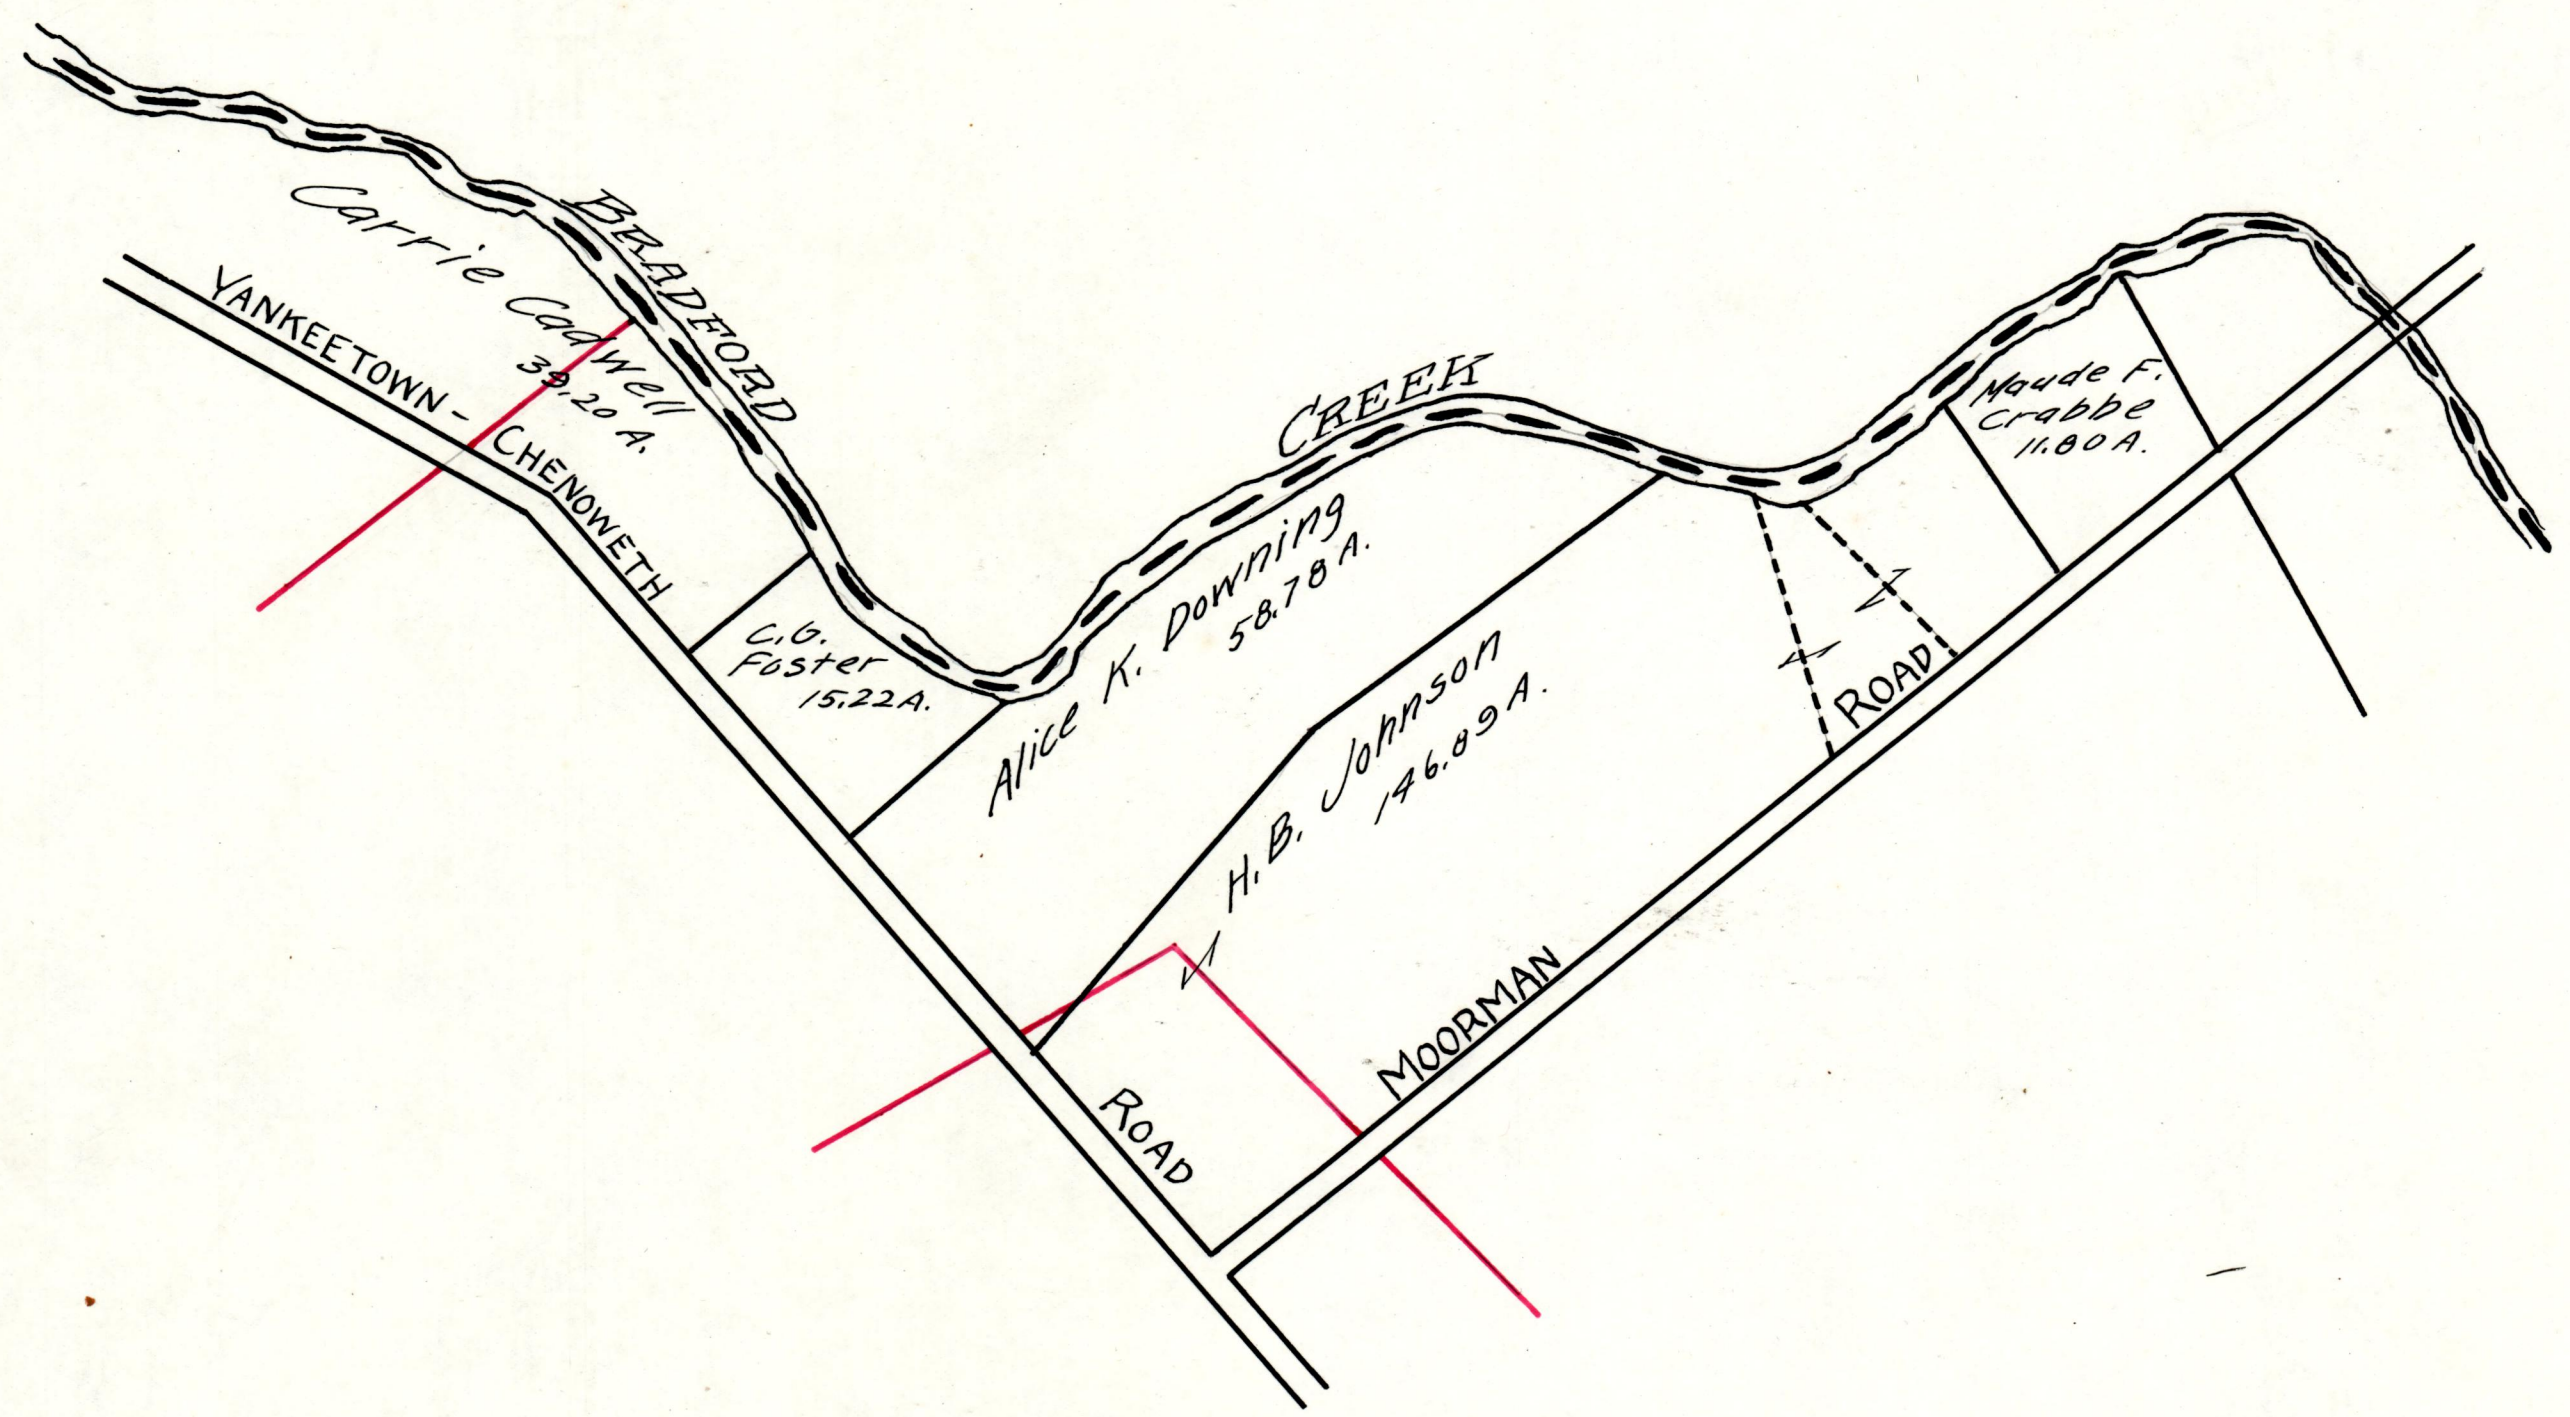 BRADFORD
CREEK
Carrie Cadwell
39.20 A.
YANKEETOWN-
CHENOWETH
ROAD
C.G.
Foster
15.22 A.
Alice K. Downing
58.78 A.
H. B. Johnson
146.89 A.
Maude F.
Crabbe
11.80 A.
MOORMAN
ROAD